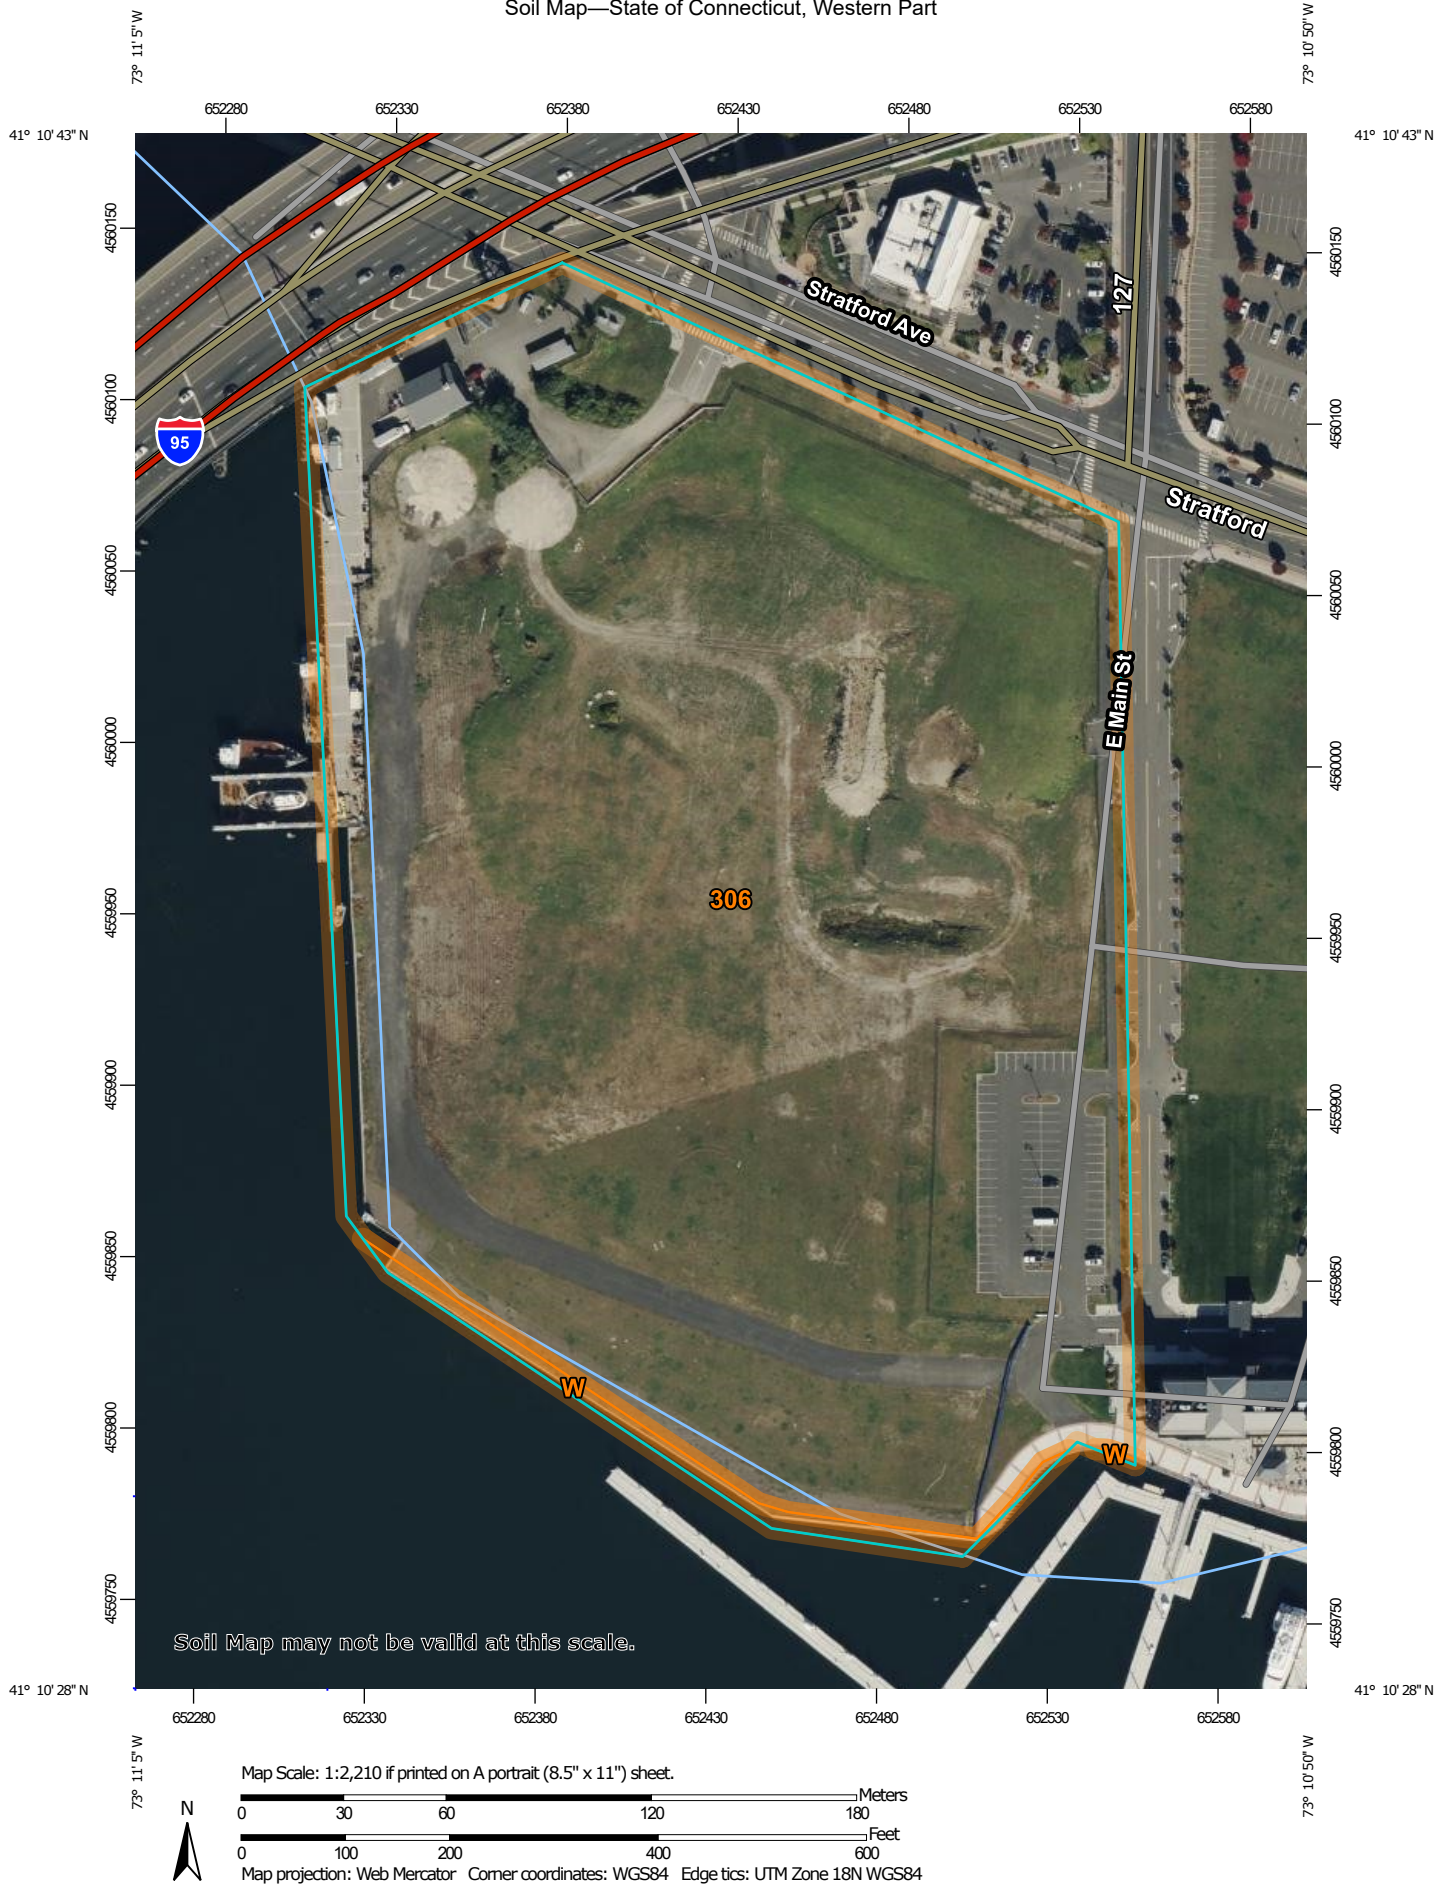 Soil Map—State of Connecticut, Western Part
73° 11' 5'' W
73° 10' 50'' W
652280 652330 652380 652430 652480 652530 652580
41° 10' 43'' N
41° 10' 43'' N
4560150
4560150
127
Stratford Ave
4560100
4560100
95
Stratford
4560050
4560050
E Main St
4560000
4560000
306
4559950
4559950
4559900
4559900
4559850
4559850
W
W
4559800
4559800
4559750
4559750
Soil Map may not be valid at this scale.
41° 10' 28'' N
41° 10' 28'' N
652280 652330 652380 652430 652480 652530 652580
73° 11' 5'' W
73° 10' 50'' W
Map Scale: 1:2,210 if printed on A portrait (8.5" x 11") sheet.
N
Meters
0 30 60 120 180
Feet
0 100 200 400 600
Map projection: Web Mercator Corner coordinates: WGS84 Edge tics: UTM Zone 18N WGS84